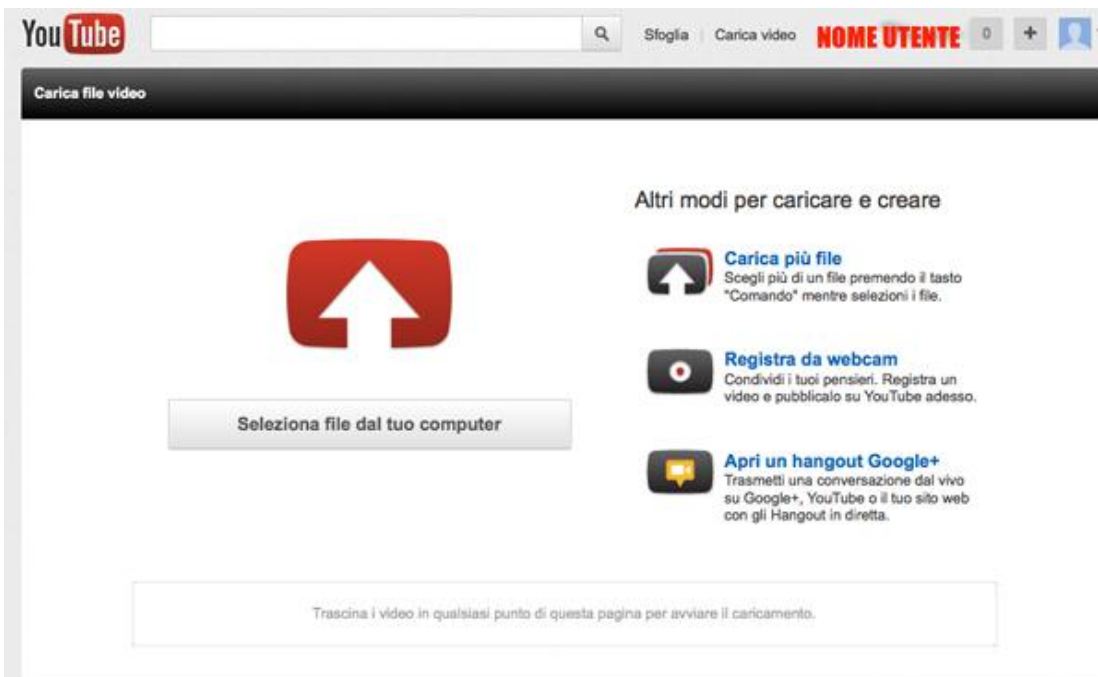 YouTube
Sfoglia Carica video NOME UTENTE 0 +
Carica file video
Altri modi per caricare e creare
Carica più file
Scegli più di un file premendo il tasto
"Comando" mentre selezioni i file.
Registra da webcam
Condividi i tuoi pensieri. Registra un
video e pubblicalo su YouTube adesso.
Seleziona file dal tuo computer
Apri un hangout Google+
Trasmetti una conversazione dal vivo
su Google+, YouTube o il tuo sito web
con gli Hangout in diretta.
Trascina i video in qualsiasi punto di questa pagina per avviare il caricamento.